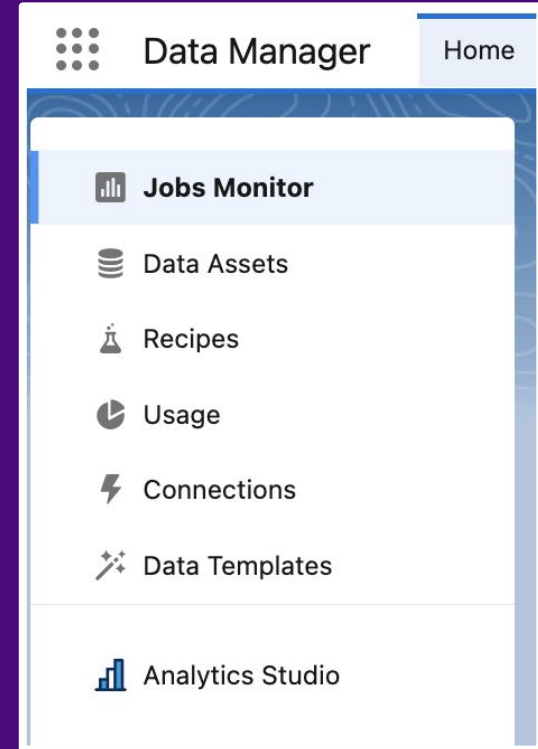 Data Manager Home
Jobs Monitor
Data Assets
Recipes
Usage
Connections
Data Templates
Analytics Studio